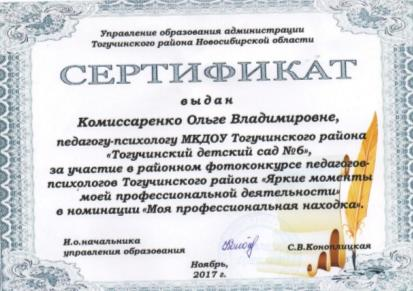 Управление образования администрации
Тогучинского района Новосибирской области
СЕРТИФИКАТ
выдан
Комиссаренко Ольге Владимировне,
педагогу-психологу МКДОУ Тогучинского района
«Тогучинский детский сад №6»,
за участие в районном фотоконкурсе педагогов-
психологов Тогучинского района «Яркие моменты
моей профессиональной деятельности»
в номинации «Моя профессиональная находка».
И.о.начальника
управления образования
С.В.Коноплицкая
Ноябрь,
2017 г.